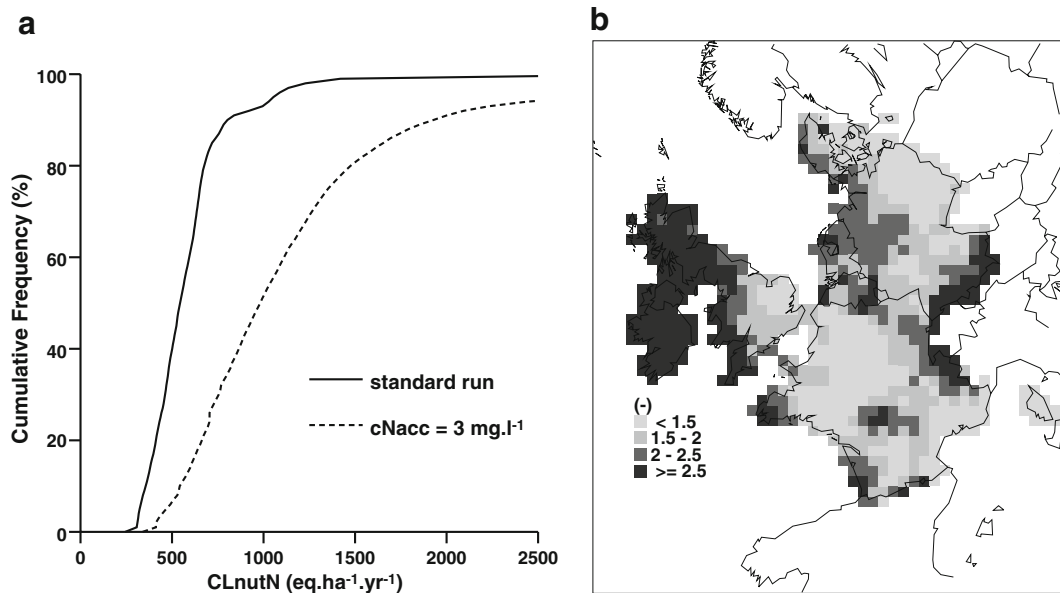 a
b
100
80
60
40
20
0
Cumulative Frequency (%)
standard run
cNacc = 3 mg.l⁻¹
0 500 1000 1500 2000 2500
CLnutN (eq.ha⁻¹.yr⁻¹)
(-)
< 1.5
1.5 - 2
2 - 2.5
>= 2.5